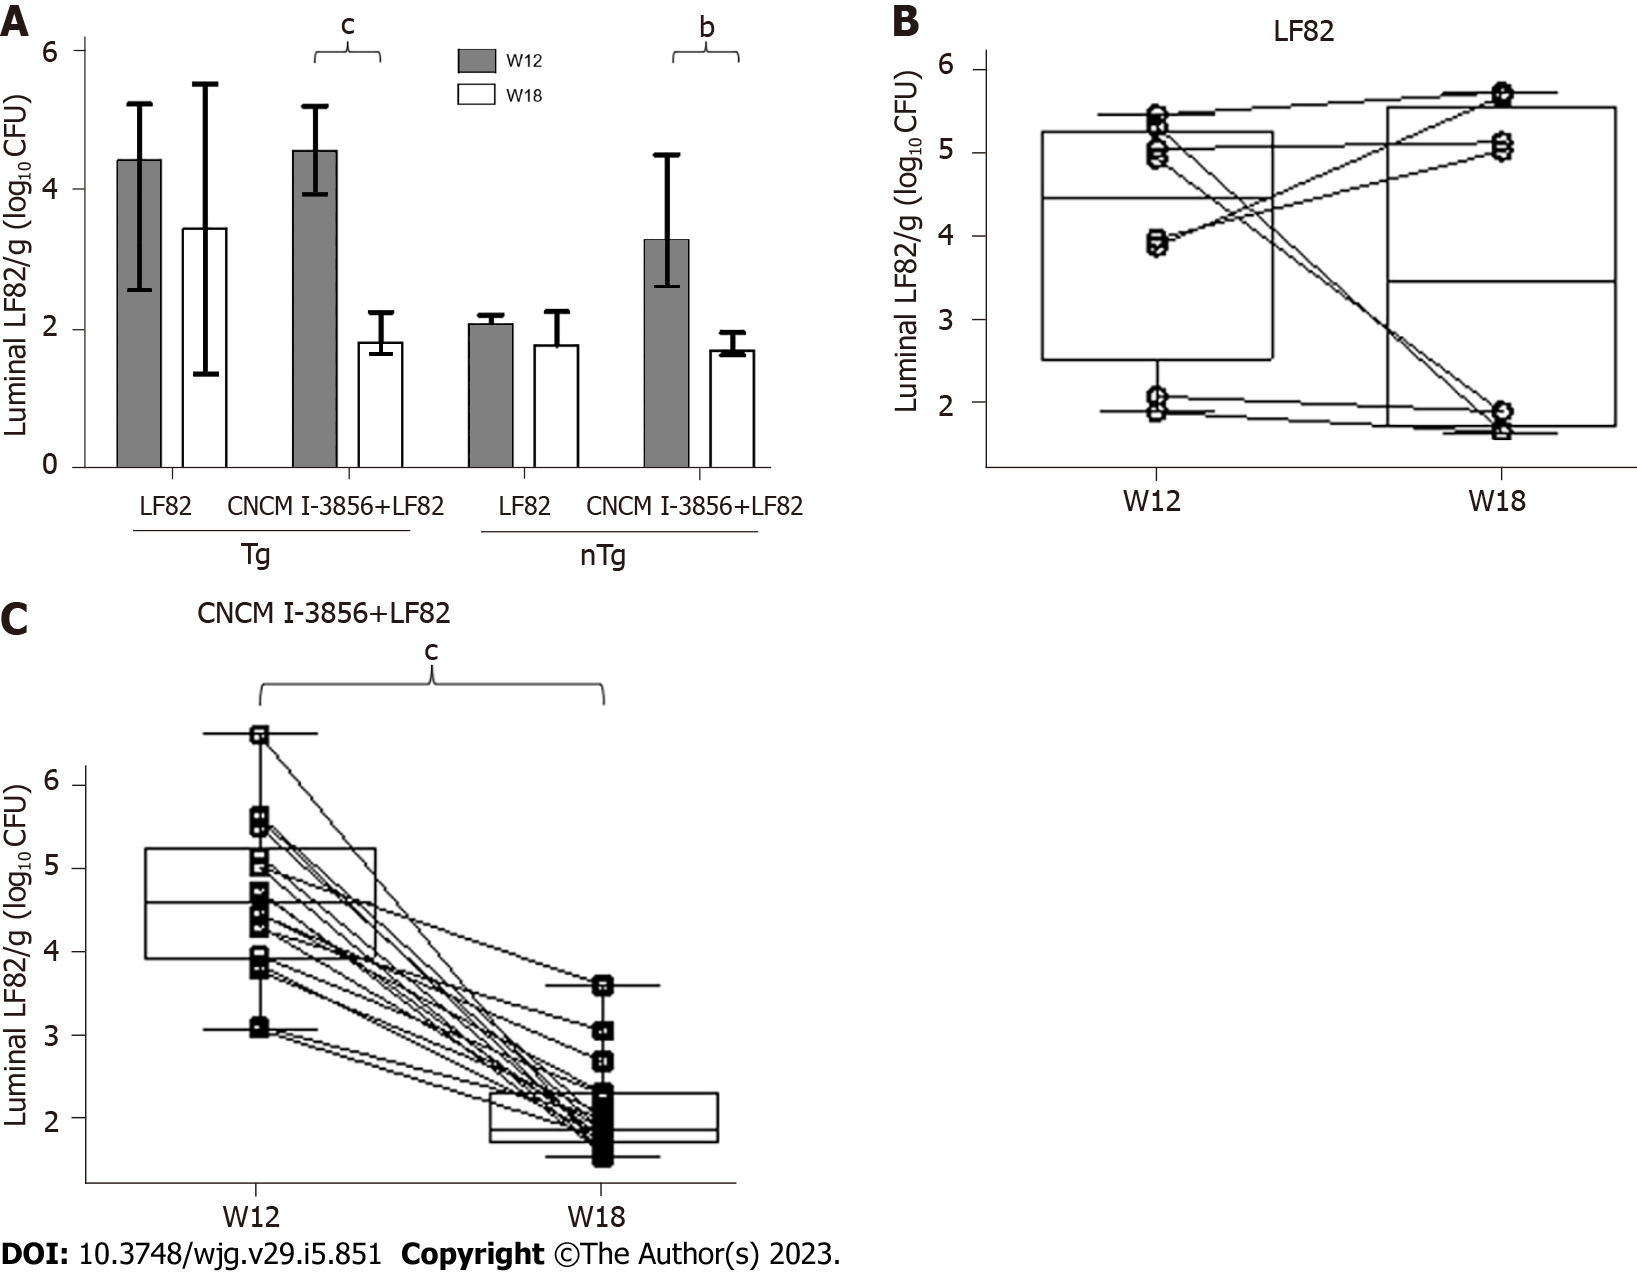 A
c
b
W12
W18
Luminal LF82/g (log₁₀ CFU)
6
4
2
0
LF82
CNCM I-3856+LF82
LF82
CNCM I-3856+LF82
Tg
nTg
B
LF82
Luminal LF82/g (log₁₀ CFU)
6
5
4
3
2
W12
W18
C
CNCM I-3856+LF82
c
Luminal LF82/g (log₁₀ CFU)
6
5
4
3
2
W12
W18
DOI: 10.3748/wjg.v29.i5.851 Copyright ©The Author(s) 2023.